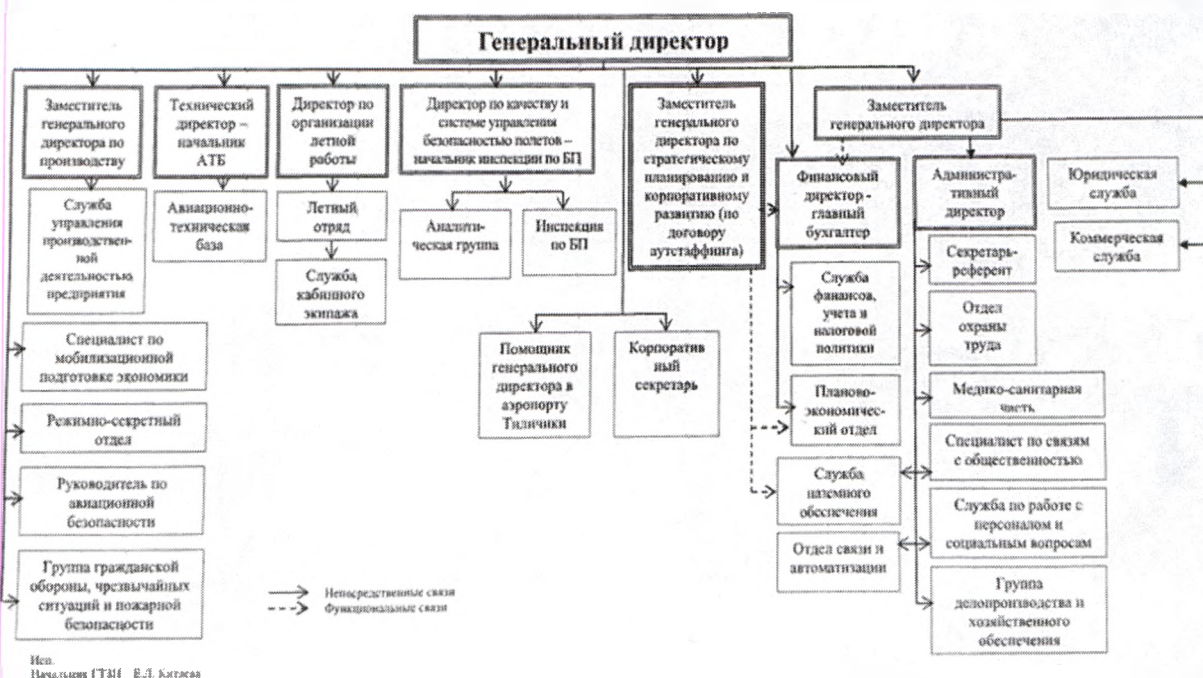 Генеральный директор
Заместитель
генерального
директора по
производству
Технический
директор –
начальник
АТБ
Директор по
организации
летной
работы
Директор по качеству и
системе управления
безопасностью полетов –
начальник инспекции по БП
Заместитель
генерального
директора по
стратегическому
планированию и
корпоративному
развитию (по
договору
аутстаффинга)
Заместитель
генерального директора
Финансовый
директор -
главный
бухгалтер
Административ-
тивный
директор
Юридическая
служба
Коммерческая
служба
Служба
управления
производствен-
ной
деятельностью
предприятия
Авиационно-
техническая
база
Летный
отряд
Служба
кабинного
экипажа
Аналити-
ческая группа
Инспекция
по БП
Секретарь-
референт
Служба
финансов,
учета и
налоговой
политики
Отдел
охраны
труда
Специалист по
мобилизационной
подготовке экономики
Помощник
генерального
директора в
аэропорту
Тиличики
Корпоратив
ный
секретарь
Планово-
экономичес-
кий отдел
Медико-санитарная
часть
Режимно-секретный
отдел
Специалист по связям
с общественностью
Руководитель по
авиационной
безопасности
Служба
наземного
обеспечения
Служба по работе с
персоналом и
социальным вопросам
Отдел связи и
автоматизации
Группа гражданской
обороны, чрезвычайных
ситуаций и пожарной
безопасности
Группа
делопроизводства и
хозяйственного
обеспечения
Непосредственные связи
Функциональные связи
Исп.
Начальник